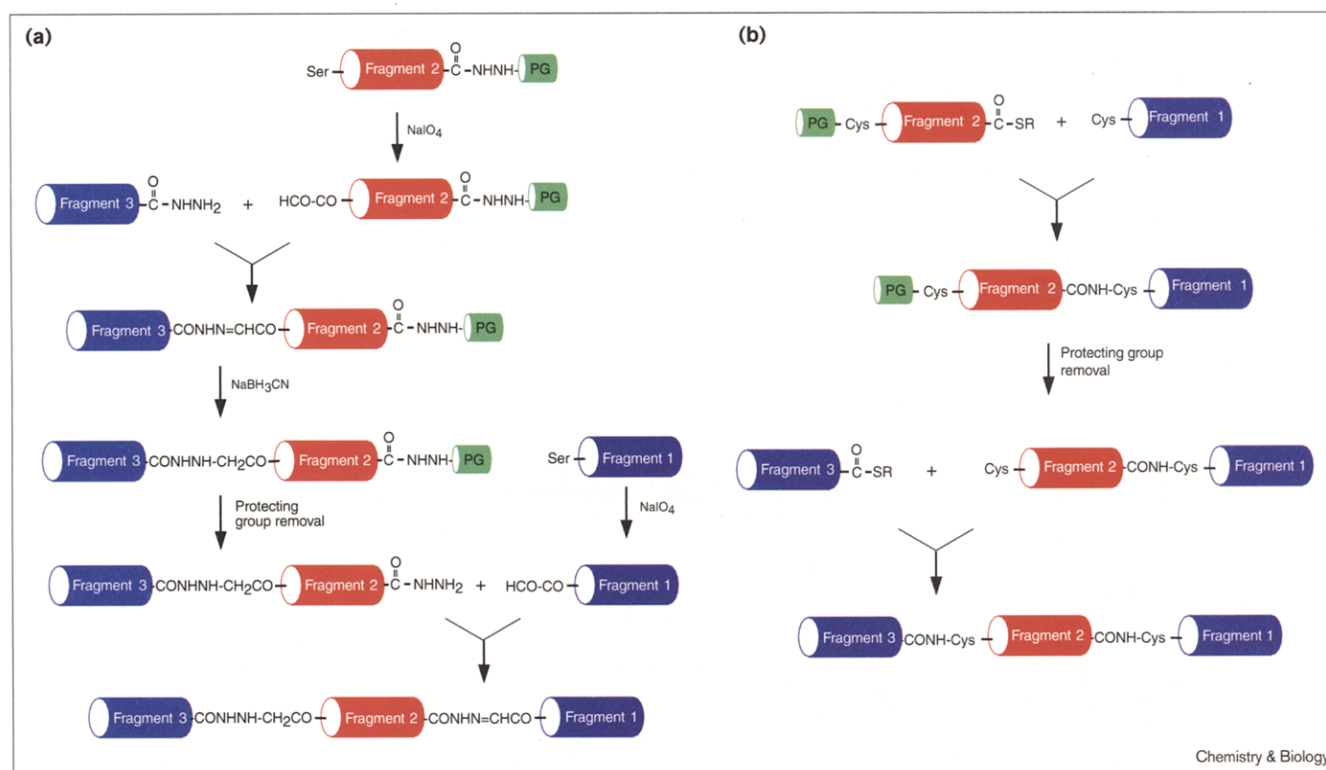 (a)
Ser Fragment 2 C -NHNH- PG
O
NaIO4
Fragment 3 C -NHNH2 + HCO-CO Fragment 2 C -NHNH- PG
O O
Fragment 3 CONHN=CHCO Fragment 2 C -NHNH- PG
O
NaBH3CN
Fragment 3 CONHNH-CH2CO Fragment 2 C -NHNH- PG
O
Ser Fragment 1
Protecting
group removal
NaIO4
Fragment 3 CONHNH-CH2CO Fragment 2 C -NHNH2 + HCO-CO Fragment 1
O
Fragment 3 CONHNH-CH2CO Fragment 2 CONHN=CHCO Fragment 1
(b)
PG Cys Fragment 2 C-SR + Cys Fragment 1
O
PG Cys Fragment 2 CONH-Cys Fragment 1
Protecting group
removal
Fragment 3 C-SR + Cys Fragment 2 CONH-Cys Fragment 1
O
Fragment 3 CONH-Cys Fragment 2 CONH-Cys Fragment 1
Chemistry & Biology